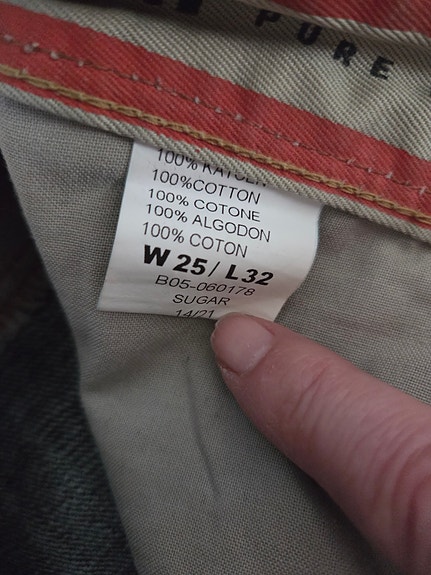 PURE
100%
100%COTTON
100% COTONE
100% ALGODON
100% COTON
W 25/ L32
B05-060178
SUGAR
14/21